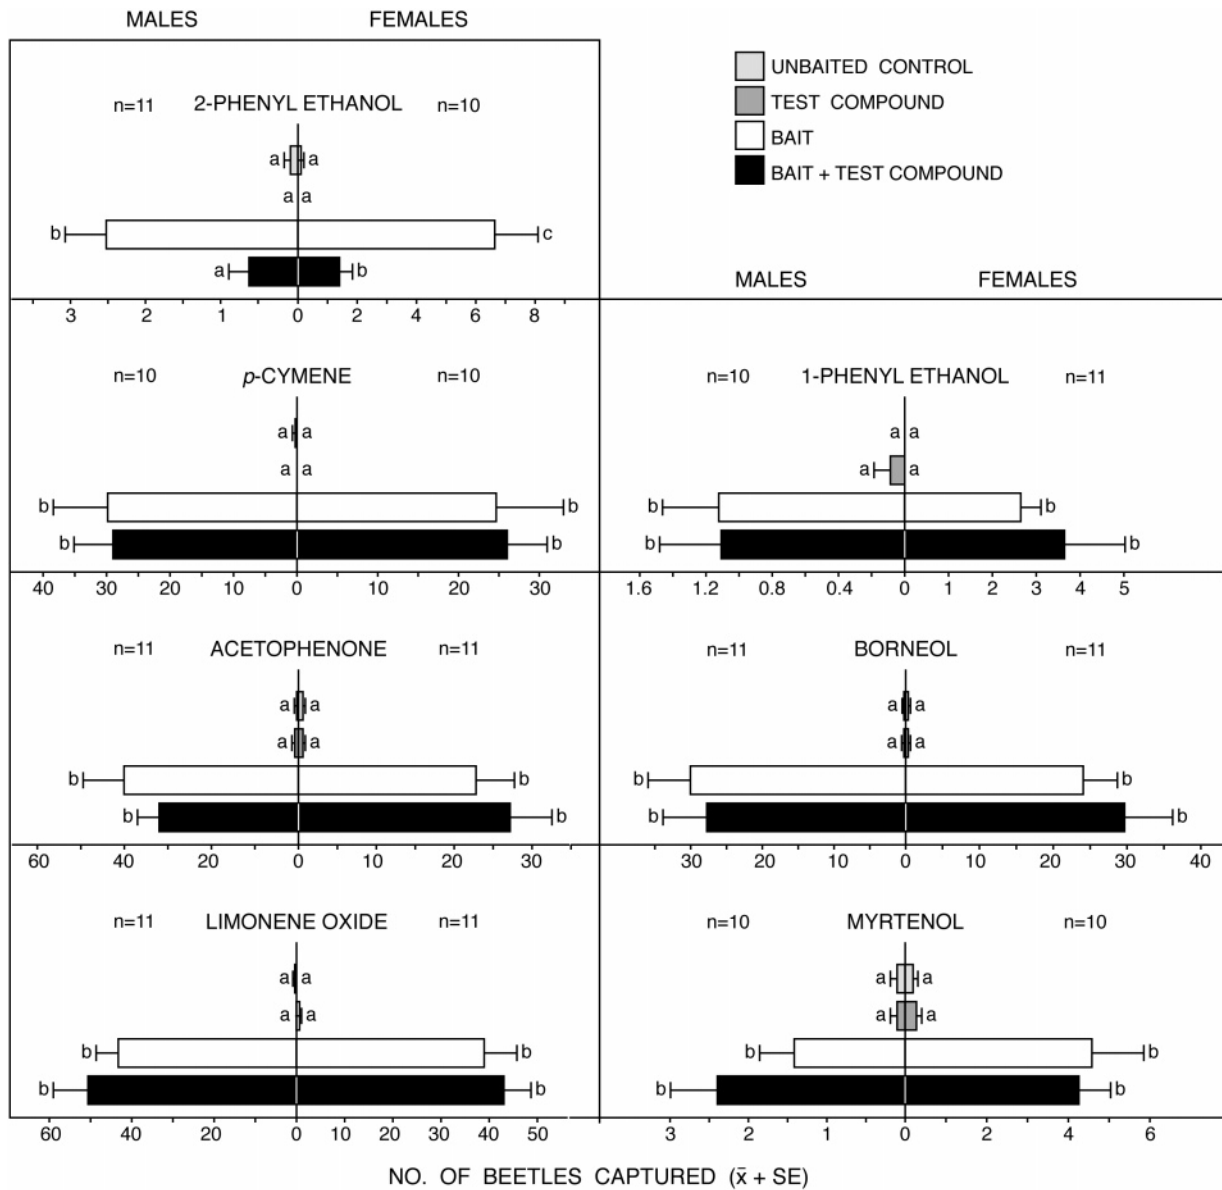 MALES FEMALES
UNBAITED CONTROL
TEST COMPOUND
BAIT
BAIT + TEST COMPOUND
n=11 2-PHENYL ETHANOL n=10
a a
a a
b c
a b
3 2 1 0 2 4 6 8
MALES FEMALES
n=10 p-CYMENE n=10
a a
a a
b b
b b
40 30 20 10 0 10 20 30
n=10 1-PHENYL ETHANOL n=11
a a
a a
b b
b b
1.6 1.2 0.8 0.4 0 1 2 3 4 5
n=11 ACETOPHENONE n=11
a a
a a
b b
b b
60 40 20 0 10 20 30
n=11 BORNEOL n=11
a a
a a
b b
b b
30 20 10 0 10 20 30 40
n=11 LIMONENE OXIDE n=11
a a
a a
b b
b b
60 40 20 0 10 20 30 40 50
n=10 MYRTENOL n=10
a a
a a
b b
b b
3 2 1 0 2 4 6
NO. OF BEETLES CAPTURED (x̄ + SE)